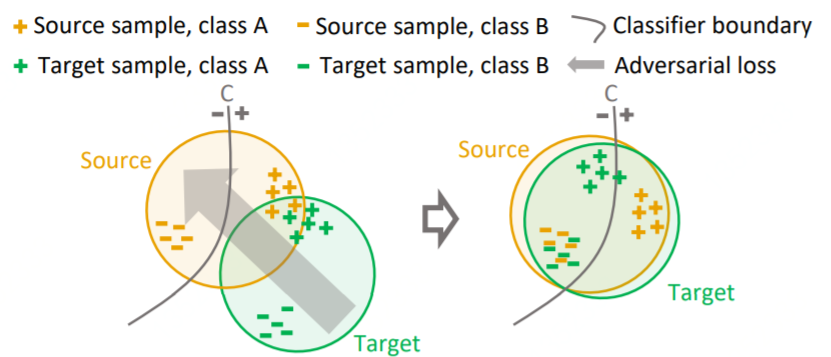 + Source sample, class A - Source sample, class B Classifier boundary
+ Target sample, class A - Target sample, class B Adversarial loss
C
- +
Source
Target
C
- +
Source
Target